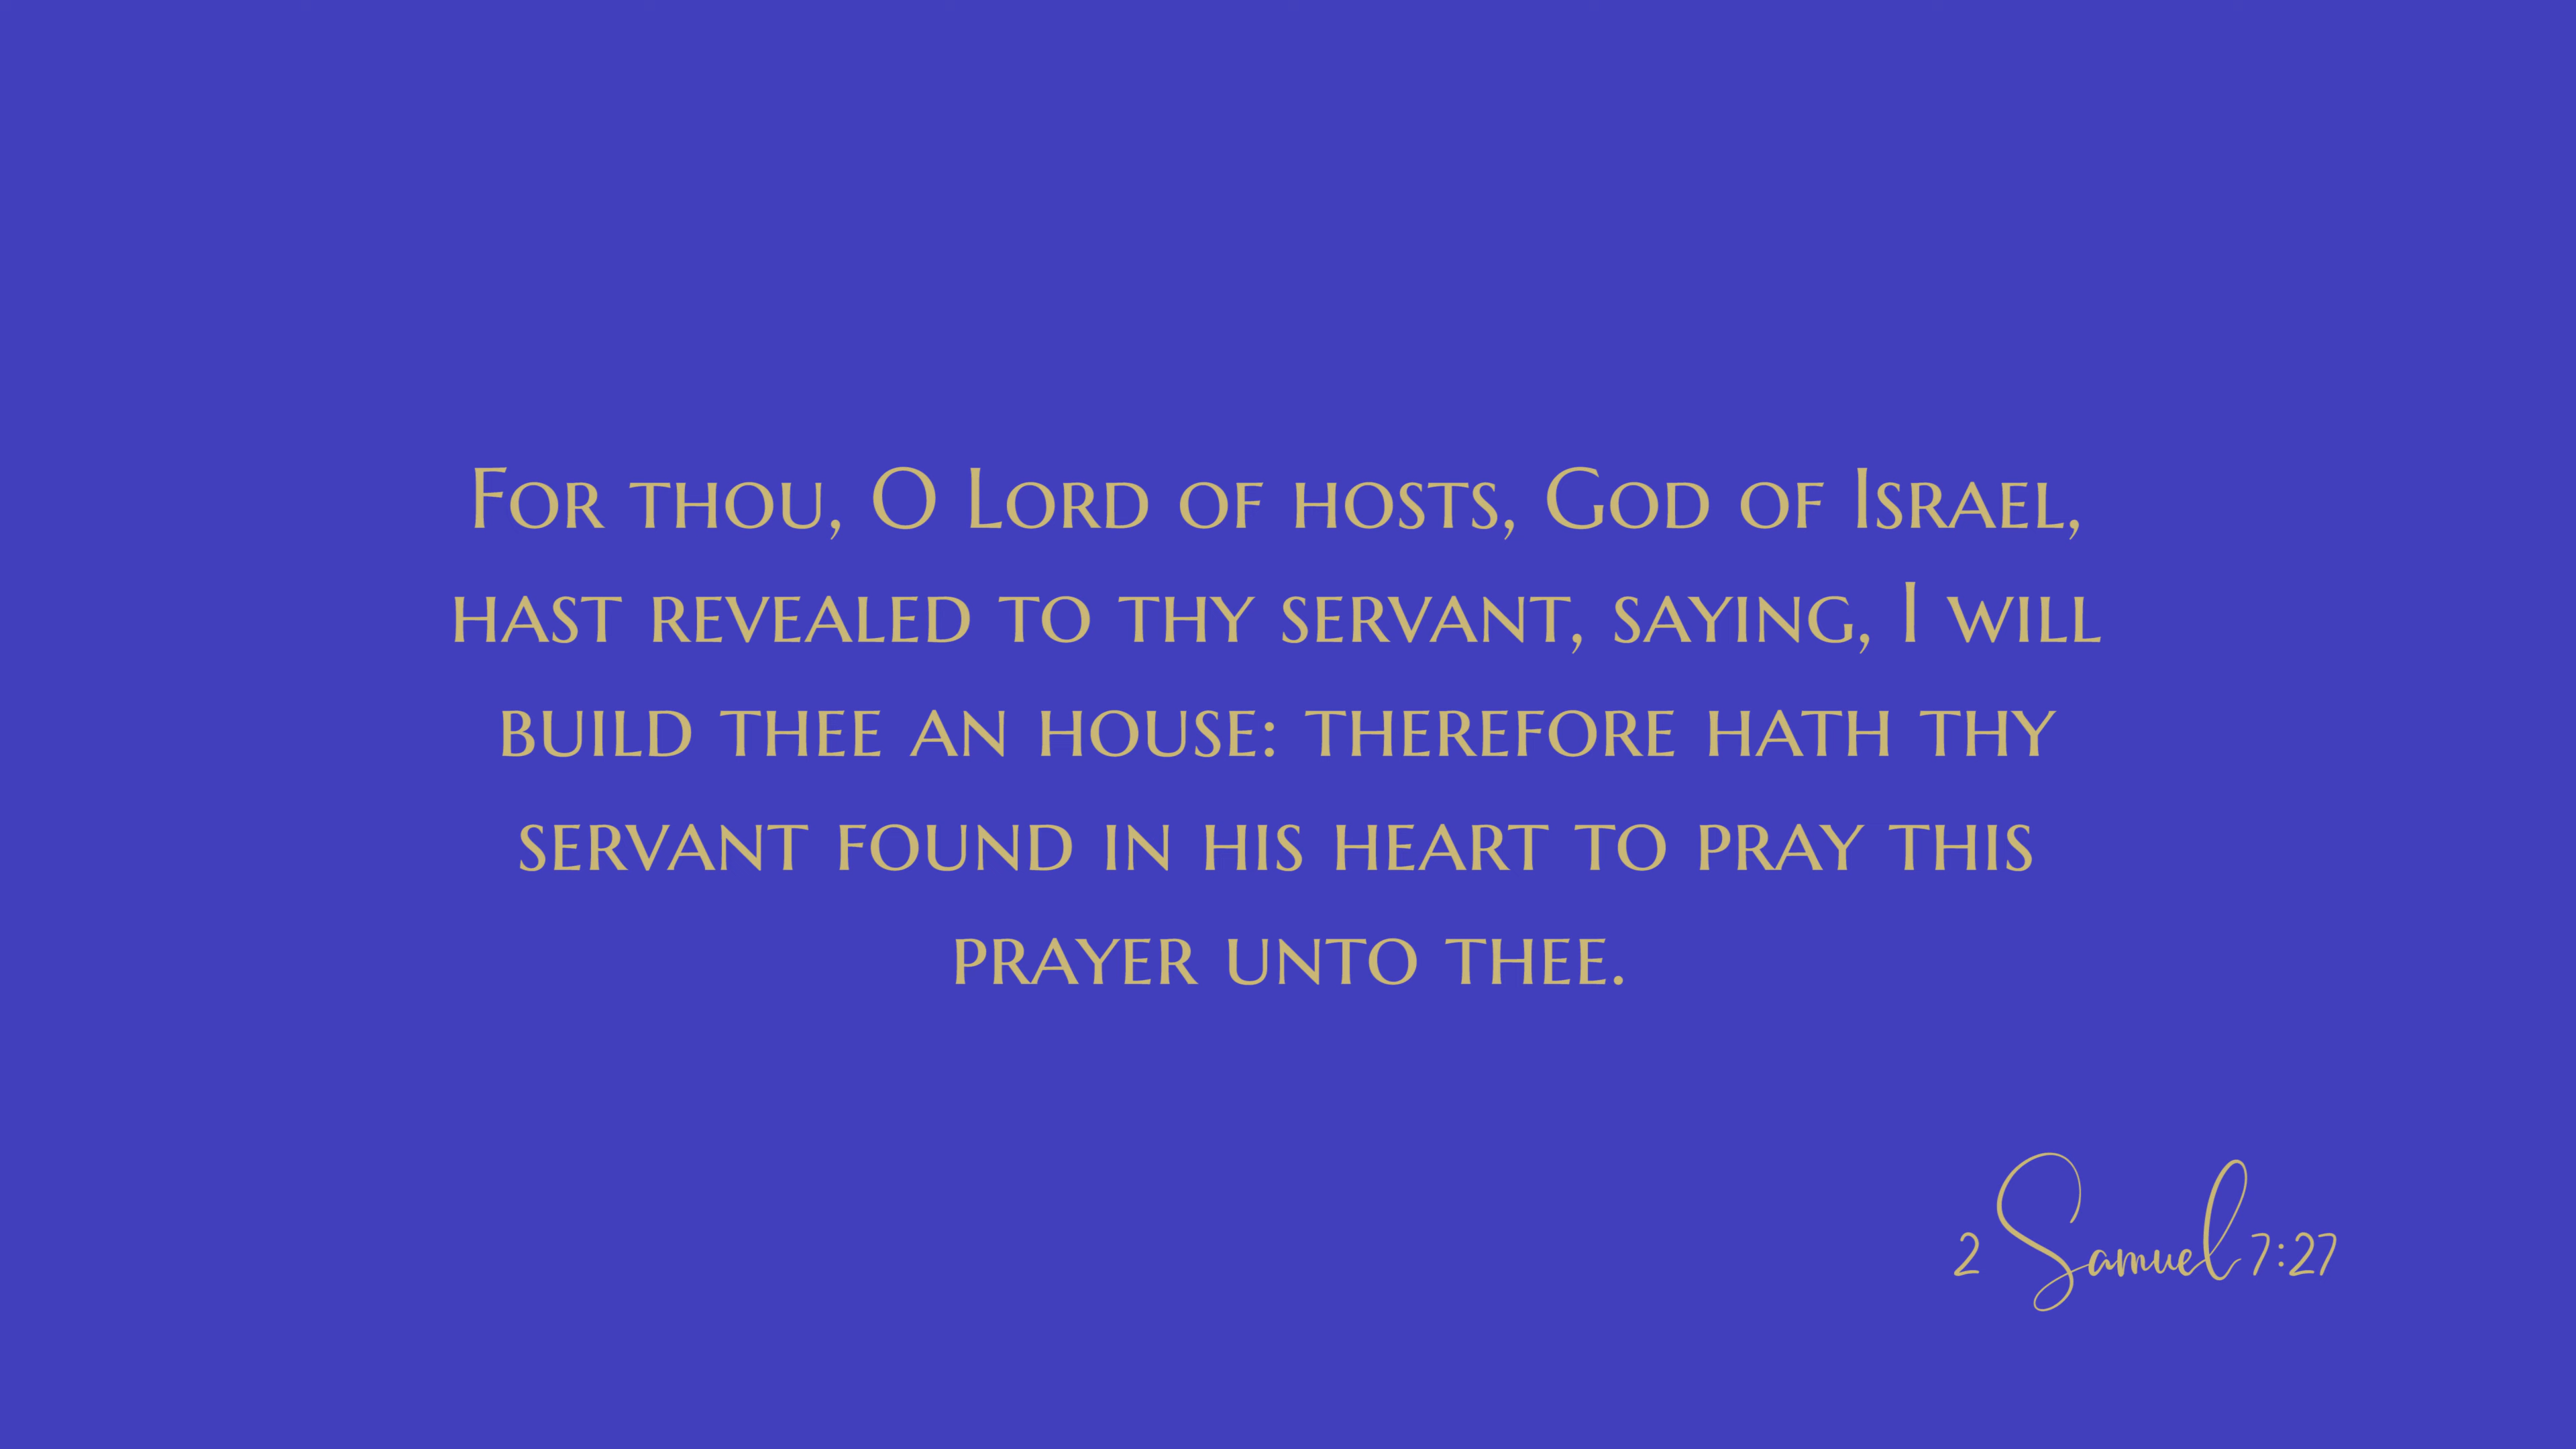 For thou, O Lord of hosts, God of Israel,
hast revealed to thy servant, saying, I will
build thee an house: therefore hath thy
servant found in his heart to pray this
prayer unto thee.
2 Samuel 7:27